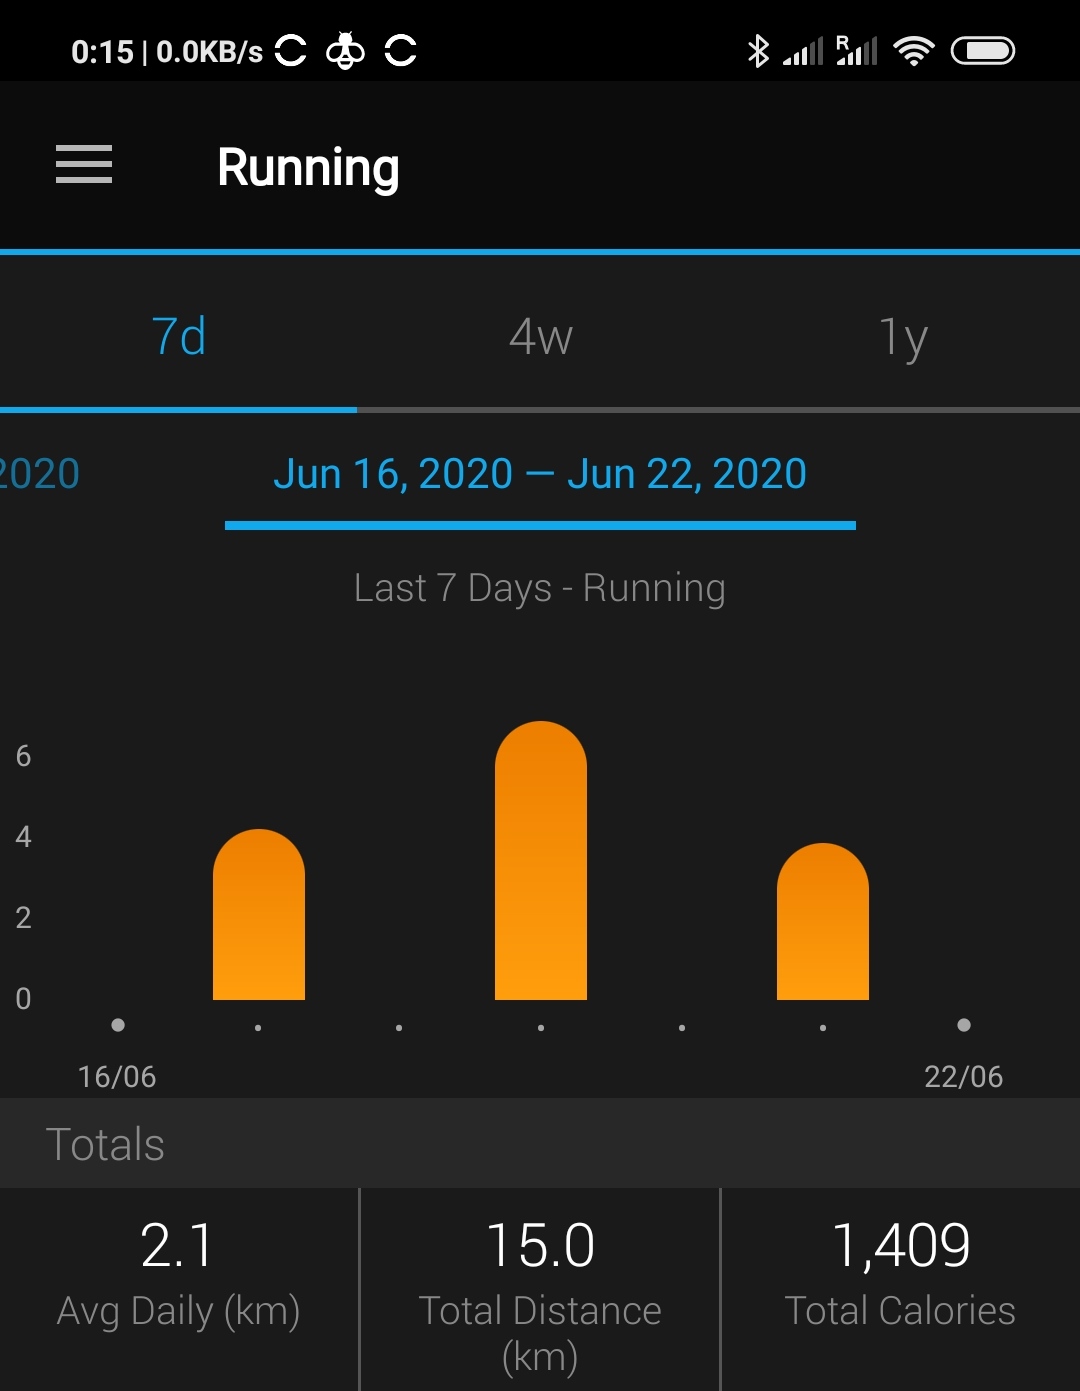 0:15 | 0.0KB/s
R
Running
7d 4w 1y
2020 Jun 16, 2020 — Jun 22, 2020
Last 7 Days - Running
6
4
2
0
16/06 22/06
Totals
2.1 15.0 1,409
Avg Daily (km) Total Distance (km) Total Calories